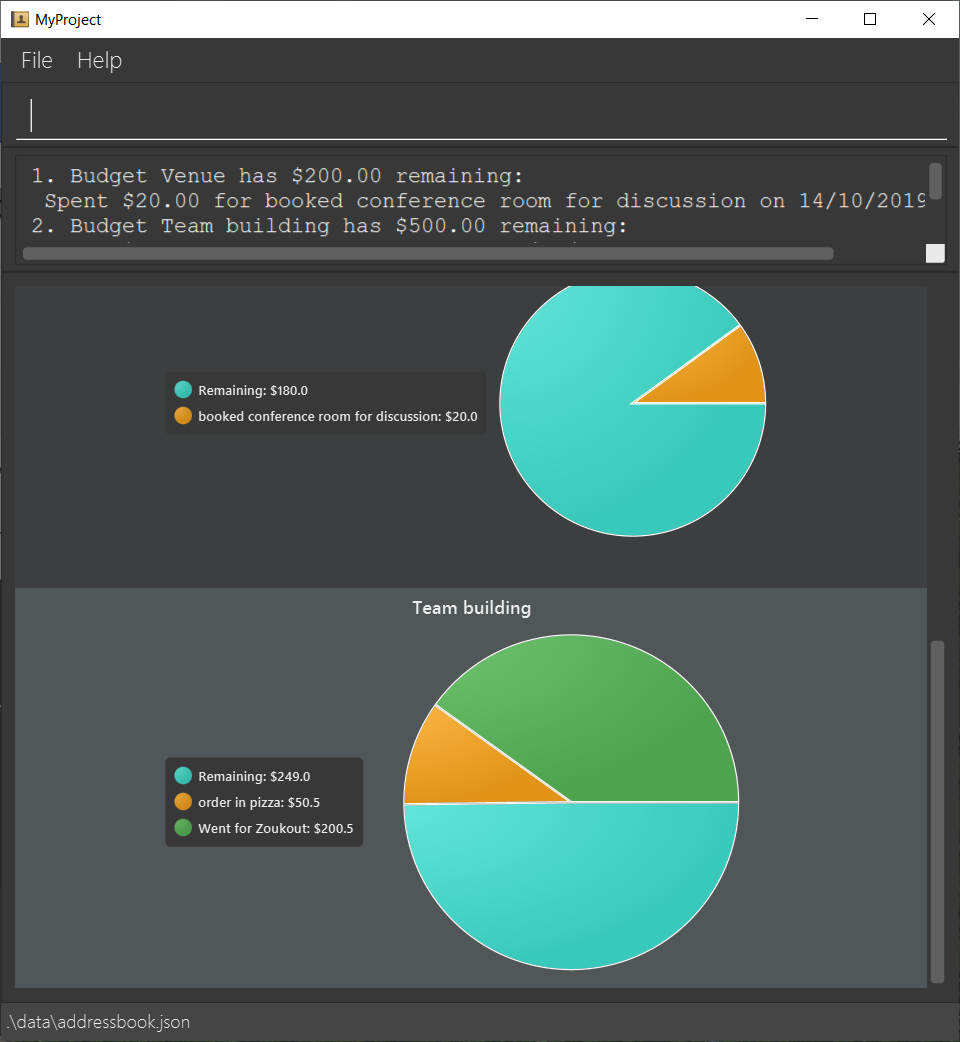 MyProject
File Help
1. Budget Venue has $200.00 remaining:
Spent $20.00 for booked conference room for discussion on 14/10/2019
2. Budget Team building has $500.00 remaining:
Remaining: $180.0
booked conference room for discussion: $20.0
Team building
Remaining: $249.0
order in pizza: $50.5
Went for Zoukout: $200.5
.\data\addressbook.json